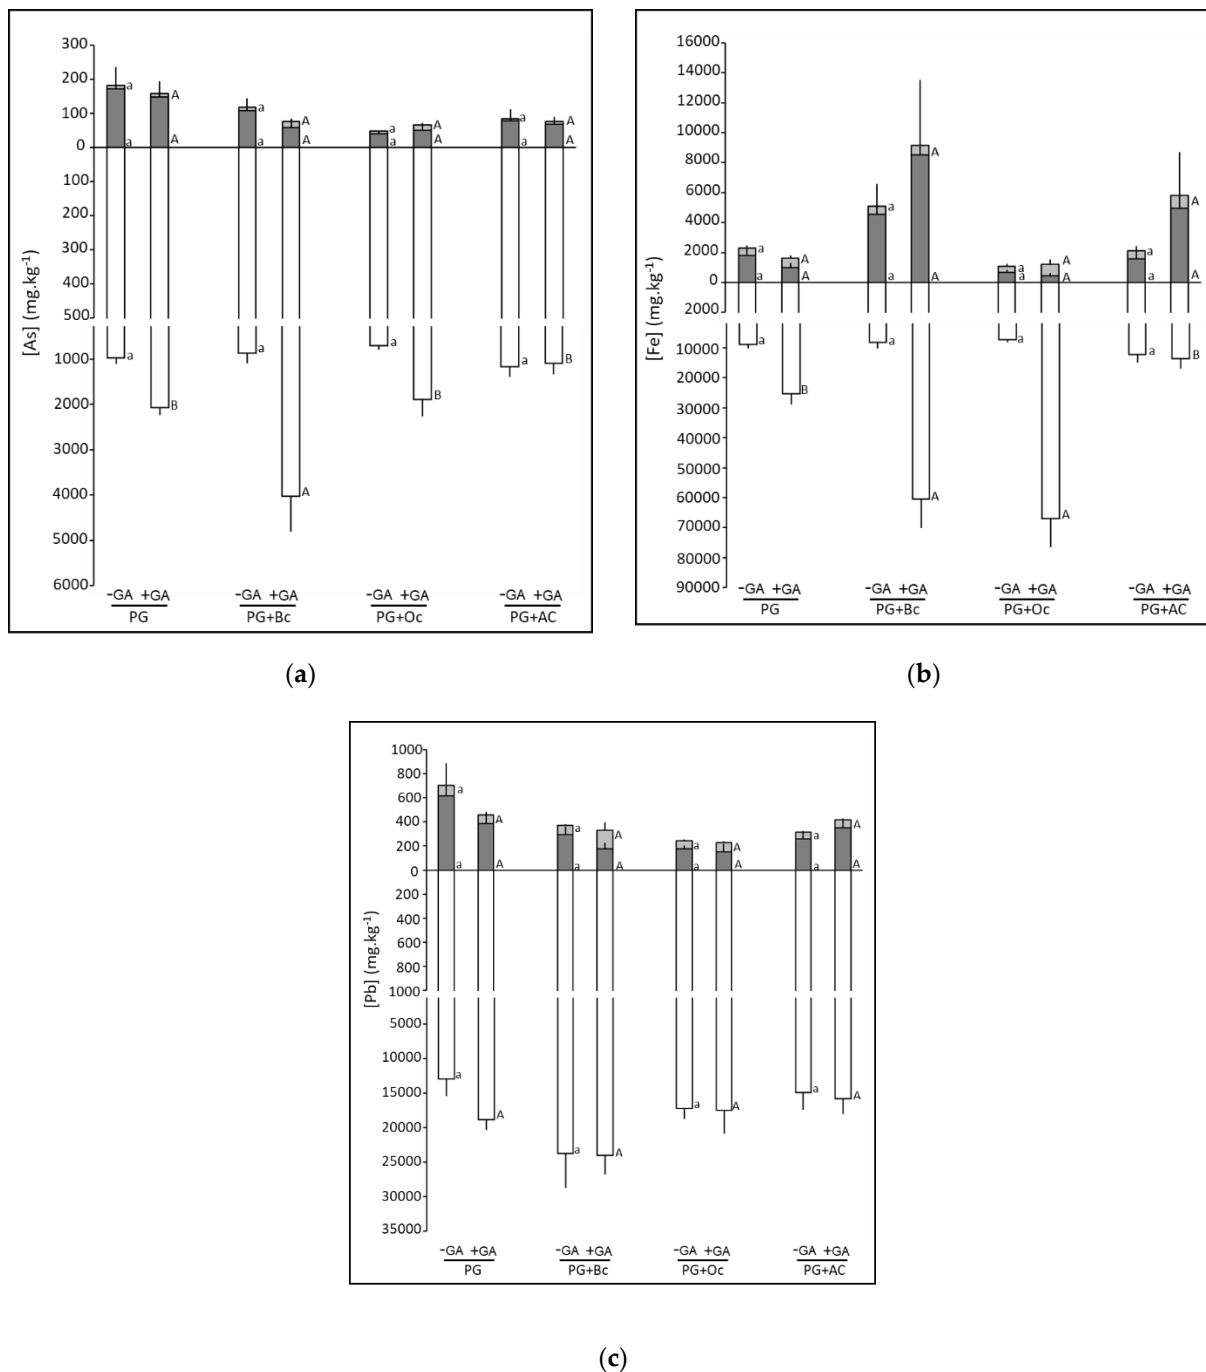 300
200
100
0
100
200
300
400
500
1000
2000
3000
4000
5000
6000
[As] (mg.kg-1)
a A a A a A a A
a A a A a A a A
a B a A a B a B
-GA +GA -GA +GA -GA +GA -GA +GA
PG PG+Bc PG+Oc PG+AC
(a)
16000
14000
12000
10000
8000
6000
4000
2000
0
2000
10000
20000
30000
40000
50000
60000
70000
80000
90000
[Fe] (mg.kg-1)
a A a A a A a A
a A a A a A a A
a B a A a A a B
-GA +GA -GA +GA -GA +GA -GA +GA
PG PG+Bc PG+Oc PG+AC
(b)
1000
800
600
400
200
0
200
400
600
800
1000
5000
10000
15000
20000
25000
30000
35000
[Pb] (mg.kg-1)
a A a A a A a A
a A a A a A a A
a A a A a A a A
-GA +GA -GA +GA -GA +GA -GA +GA
PG PG+Bc PG+Oc PG+AC
(c)